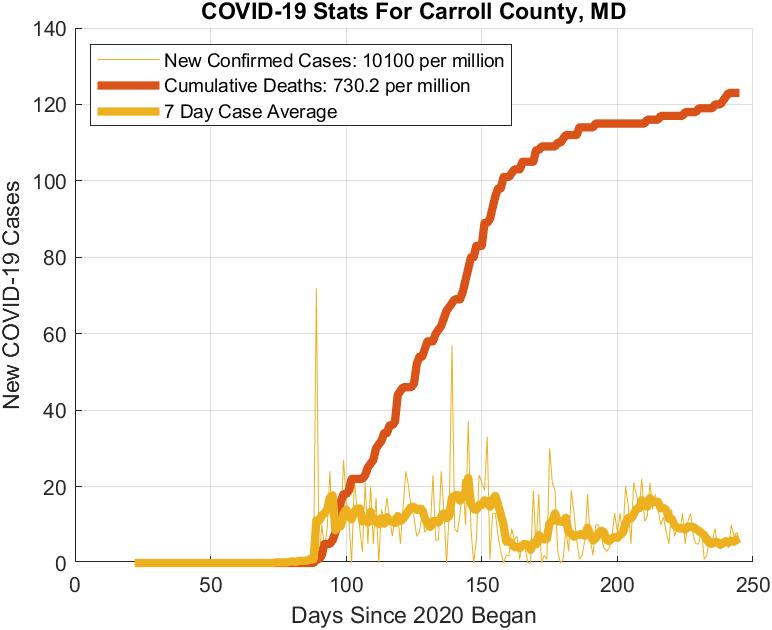 COVID-19 Stats For Carroll County, MD
New Confirmed Cases: 10100 per million
Cumulative Deaths: 730.2 per million
7 Day Case Average
New COVID-19 Cases
140
120
100
80
60
40
20
0
0 50 100 150 200 250
Days Since 2020 Began